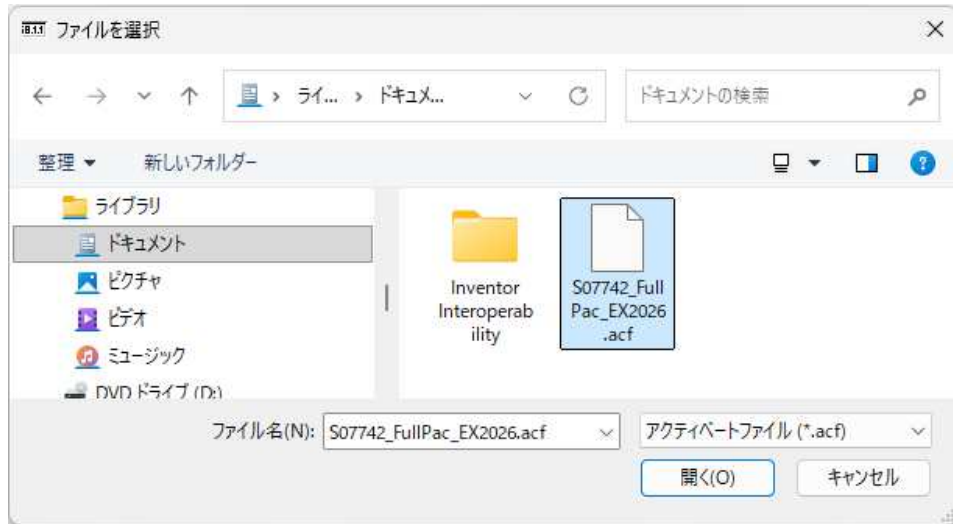 ファイルを選択
ライ... › ドキュメ...
ドキュメントの検索
整理
新しいフォルダー
ライブラリ
ドキュメント
ピクチャ
ビデオ
ミュージック
DVD ドライブ (D:)
Inventor
Interoperab
ility
S07742_Full
Pac_EX2026
.acf
ファイル名(N):
S07742_FullPac_EX2026.acf
アクティベートファイル (*.acf)
開く(O)
キャンセル